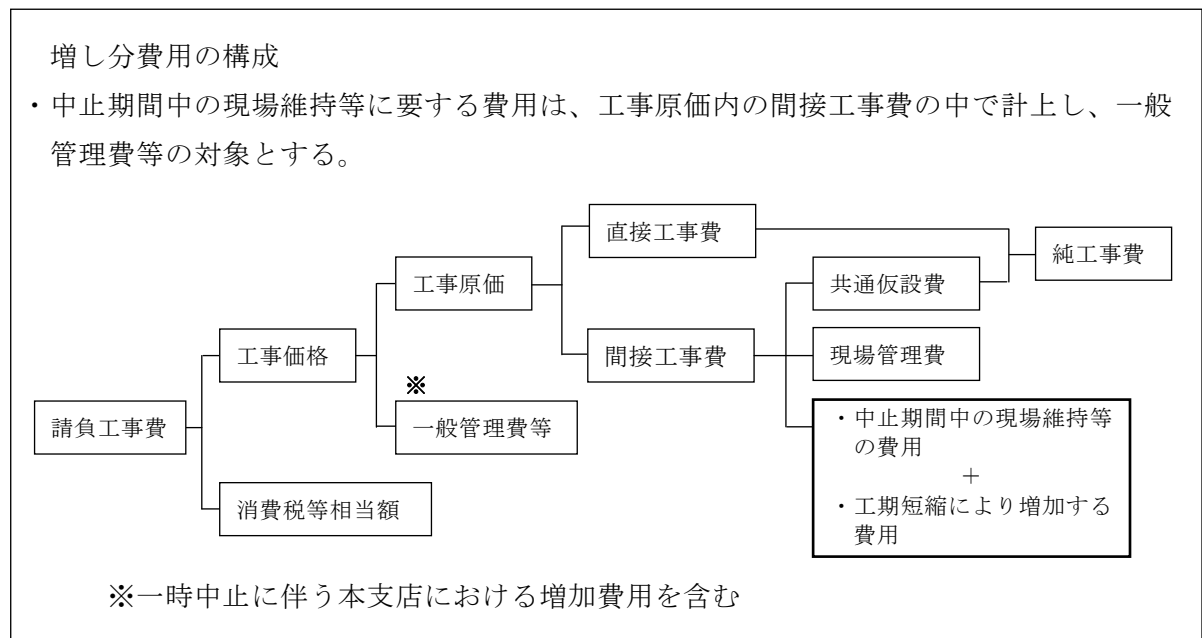 増し分費用の構成
・中止期間中の現場維持等に要する費用は、工事原価内の間接工事費の中で計上し、一般
管理費等の対象とする。
直接工事費
純工事費
工事原価
共通仮設費
工事価格
間接工事費
現場管理費
※
請負工事費
一般管理費等
・中止期間中の現場維持等
の費用
＋
・工期短縮により増加する
費用
消費税等相当額
※一時中止に伴う本支店における増加費用を含む